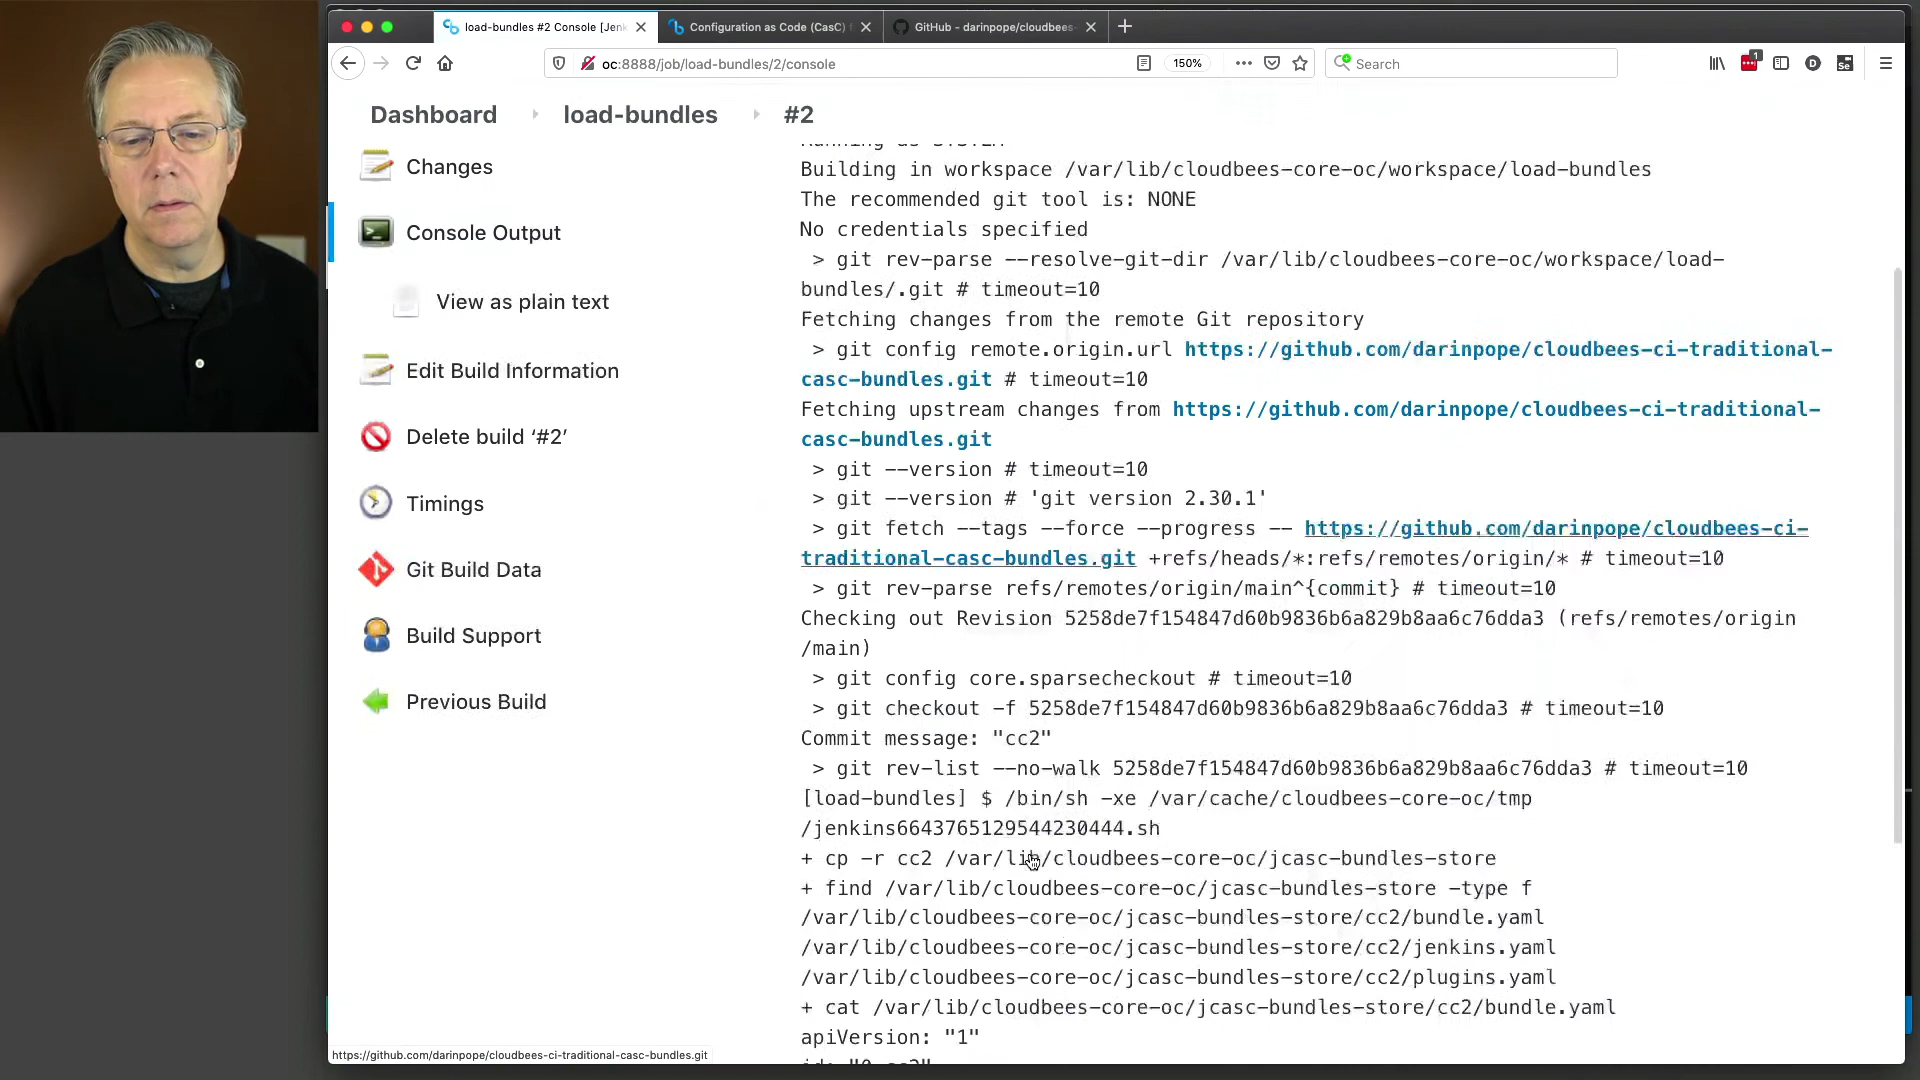 load-bundles #2 Console [Jenk
Configuration as Code (CasC) f
GitHub - darinpope/cloudbees-
oc:8888/job/load-bundles/2/console
150%
Search
1
D
Se
Dashboard
load-bundles
#2
Changes
Console Output
View as plain text
Edit Build Information
Delete build ‘#2’
Timings
Git Build Data
Build Support
Previous Build
Building in workspace /var/lib/cloudbees-core-oc/workspace/load-bundles
The recommended git tool is: NONE
No credentials specified
> git rev-parse --resolve-git-dir /var/lib/cloudbees-core-oc/workspace/load-
bundles/.git # timeout=10
Fetching changes from the remote Git repository
> git config remote.origin.url https://github.com/darinpope/cloudbees-ci-traditional-
casc-bundles.git # timeout=10
Fetching upstream changes from https://github.com/darinpope/cloudbees-ci-traditional-
casc-bundles.git
> git --version # timeout=10
> git --version # 'git version 2.30.1'
> git fetch --tags --force --progress -- https://github.com/darinpope/cloudbees-ci-
traditional-casc-bundles.git +refs/heads/*:refs/remotes/origin/* # timeout=10
> git rev-parse refs/remotes/origin/main^{commit} # timeout=10
Checking out Revision 5258de7f154847d60b9836b6a829b8aa6c76dda3 (refs/remotes/origin
/main)
> git config core.sparsecheckout # timeout=10
> git checkout -f 5258de7f154847d60b9836b6a829b8aa6c76dda3 # timeout=10
Commit message: "cc2"
> git rev-list --no-walk 5258de7f154847d60b9836b6a829b8aa6c76dda3 # timeout=10
[load-bundles] $ /bin/sh -xe /var/cache/cloudbees-core-oc/tmp
/jenkins6643765129544230444.sh
+ cp -r cc2 /var/lib/cloudbees-core-oc/jcasc-bundles-store
+ find /var/lib/cloudbees-core-oc/jcasc-bundles-store -type f
/var/lib/cloudbees-core-oc/jcasc-bundles-store/cc2/bundle.yaml
/var/lib/cloudbees-core-oc/jcasc-bundles-store/cc2/jenkins.yaml
/var/lib/cloudbees-core-oc/jcasc-bundles-store/cc2/plugins.yaml
+ cat /var/lib/cloudbees-core-oc/jcasc-bundles-store/cc2/bundle.yaml
apiVersion: "1"
https://github.com/darinpope/cloudbees-ci-traditional-casc-bundles.git